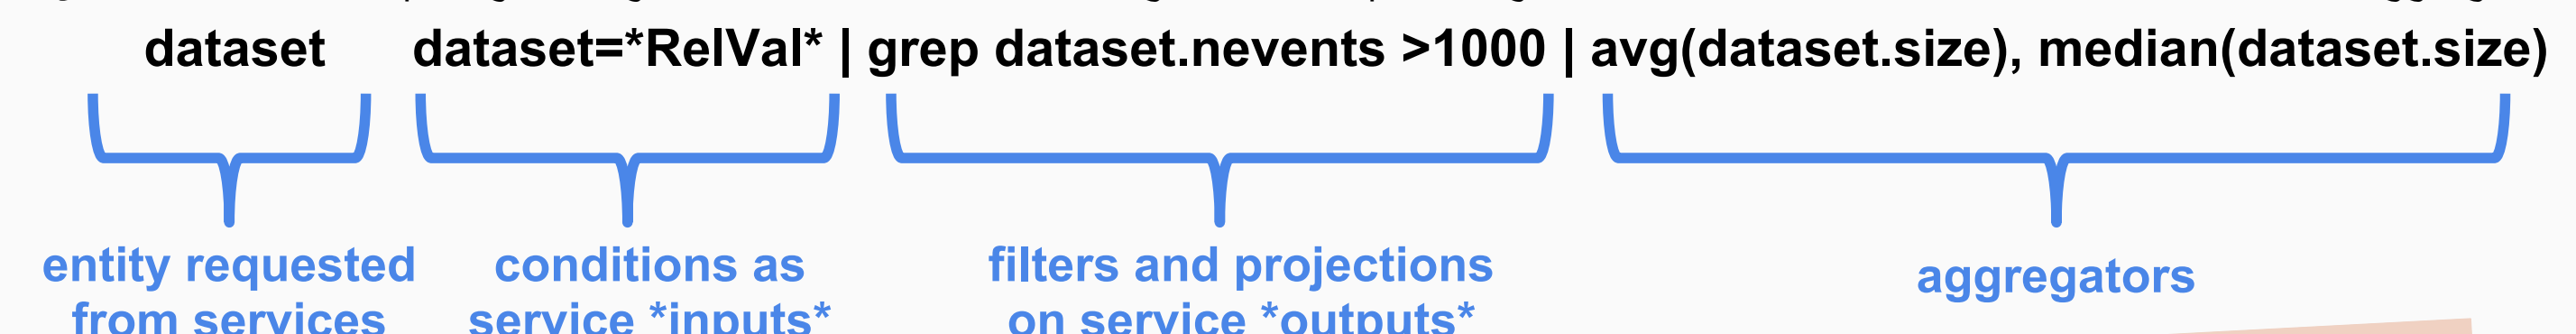 dataset dataset=*RelVal* | grep dataset.nevents >1000 | avg(dataset.size), median(dataset.size)
entity requested
from services
conditions as
service *inputs*
filters and projections
on service *outputs*
aggregators